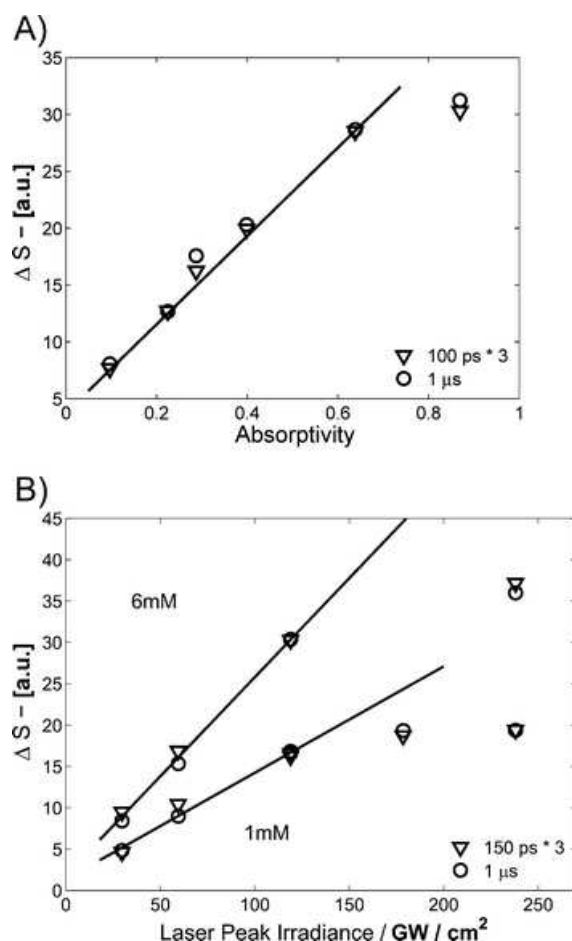 A)
35
30
25
20
15
10
5
Δ S – [a.u.]
100 ps * 3
1 μs
0 0.2 0.4 0.6 0.8 1
Absorptivity
B)
45
40
35
30
25
20
15
10
5
0
Δ S – [a.u.]
6mM
1mM
150 ps * 3
1 μs
0 50 100 150 200 250
Laser Peak Irradiance / GW / cm²